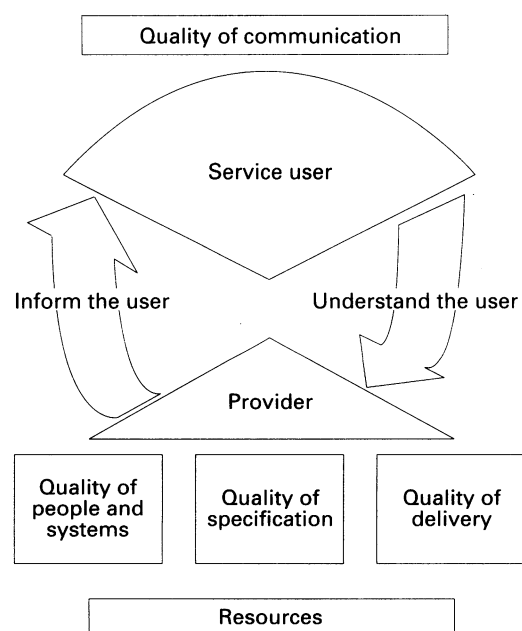 Quality of communication
Service user
Inform the user
Understand the user
Provider
Quality of
people and
systems
Quality of
specification
Quality of
delivery
Resources